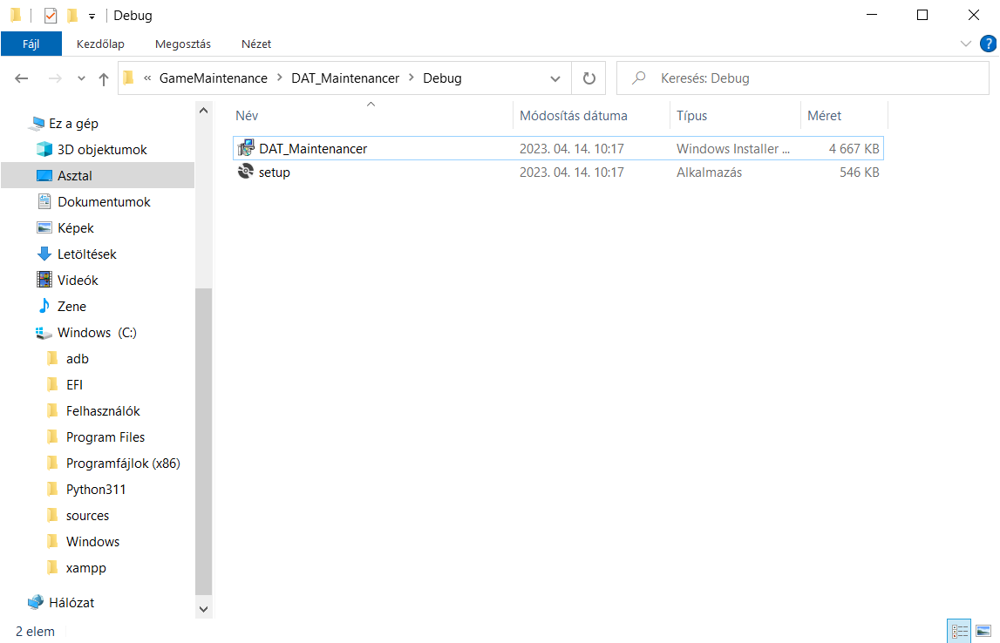 Debug
Fájl Kezdőlap Megosztás Nézet ?
« GameMaintenance > DAT_Maintenancer > Debug Keresés: Debug
Ez a gép
3D objektumok
Asztal
Dokumentumok
Képek
Letöltések
Videók
Zene
Windows (C:)
adb
EFI
Felhasználók
Program Files
Programfájlok (x86)
Python311
sources
Windows
xampp
Hálózat
Név Módosítás dátuma Típus Méret
DAT_Maintenancer 2023. 04. 14. 10:17 Windows Installer ... 4 667 KB
setup 2023. 04. 14. 10:17 Alkalmazás 546 KB
2 elem